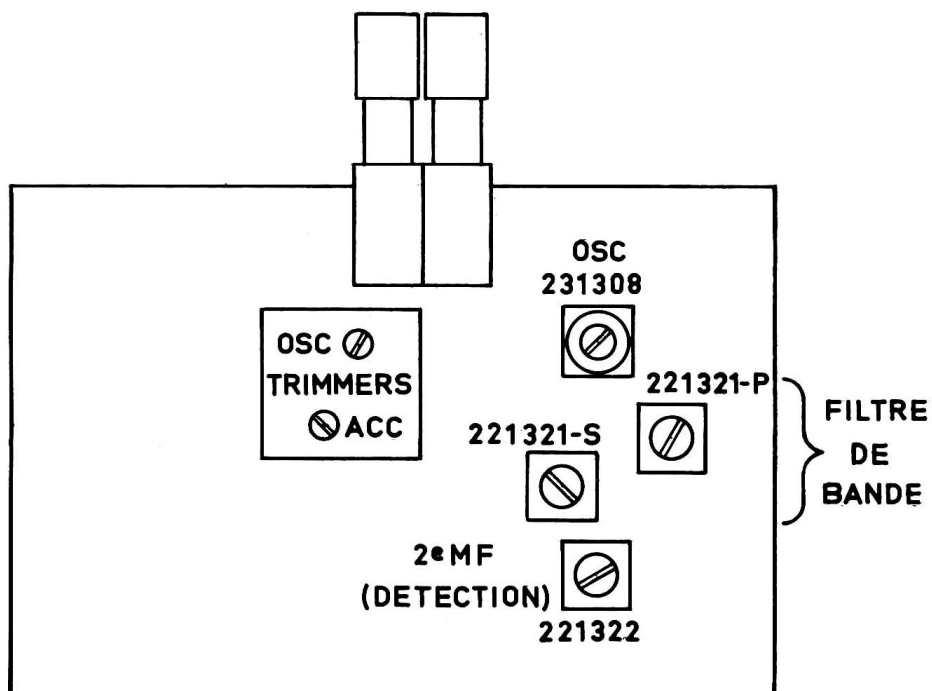 OSC
231308
OSC
TRIMMERS
ACC
221321-P
221321-S
FILTRE
DE
BANDE
2e MF
(DETECTION)
221322